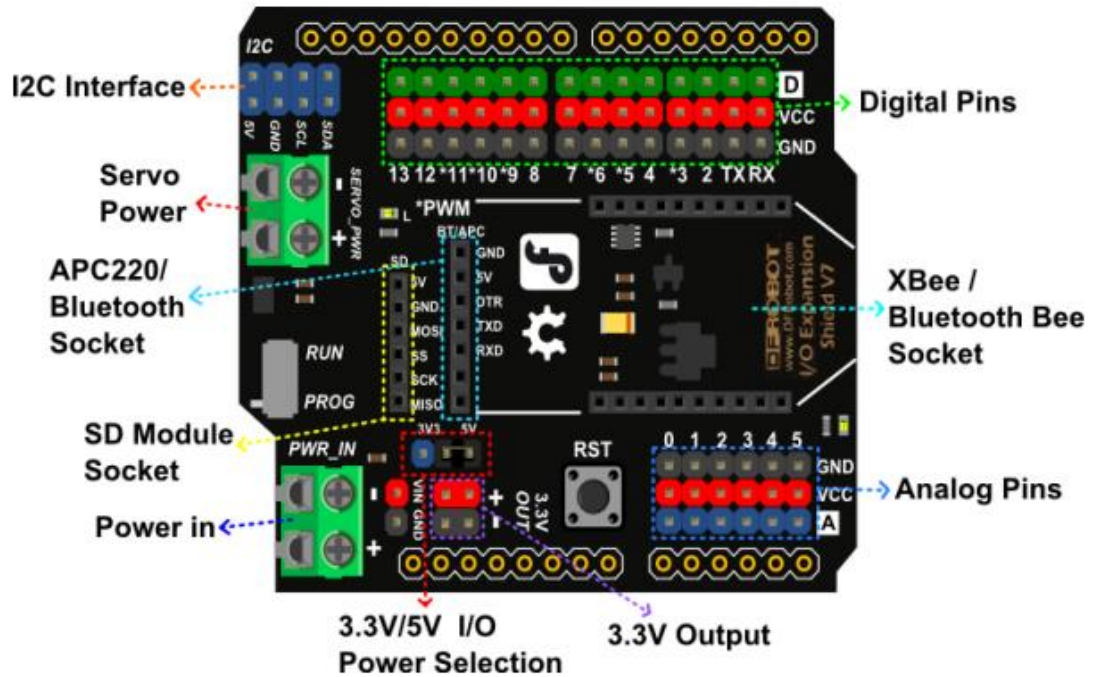 I2C
I2C Interface
5V
GND
SCL
SDA
D
VCC
GND
Digital Pins
13 12 *11 *10 *9 8 7 *6 *5 4 *3 2 TX RX
Servo
Power
-
+
SERVO_PWR
L
*PWM
BT/APC
GND
5V
DTR
TXD
RXD
APC220/
Bluetooth
Socket
SD
5V
GND
MOSI
SS
SCK
MISO
DFROBOT
www.DFRobot.com
I/O Expansion
Shield V7
XBee /
Bluetooth Bee
Socket
RUN
PROG
SD Module
Socket
3V3 5V
PWR_IN
-
+
Power in
VIN
GND
+
-
3.3V
OUT
RST
0 1 2 3 4 5
GND
VCC
A
Analog Pins
3.3V/5V I/O
Power Selection
3.3V Output